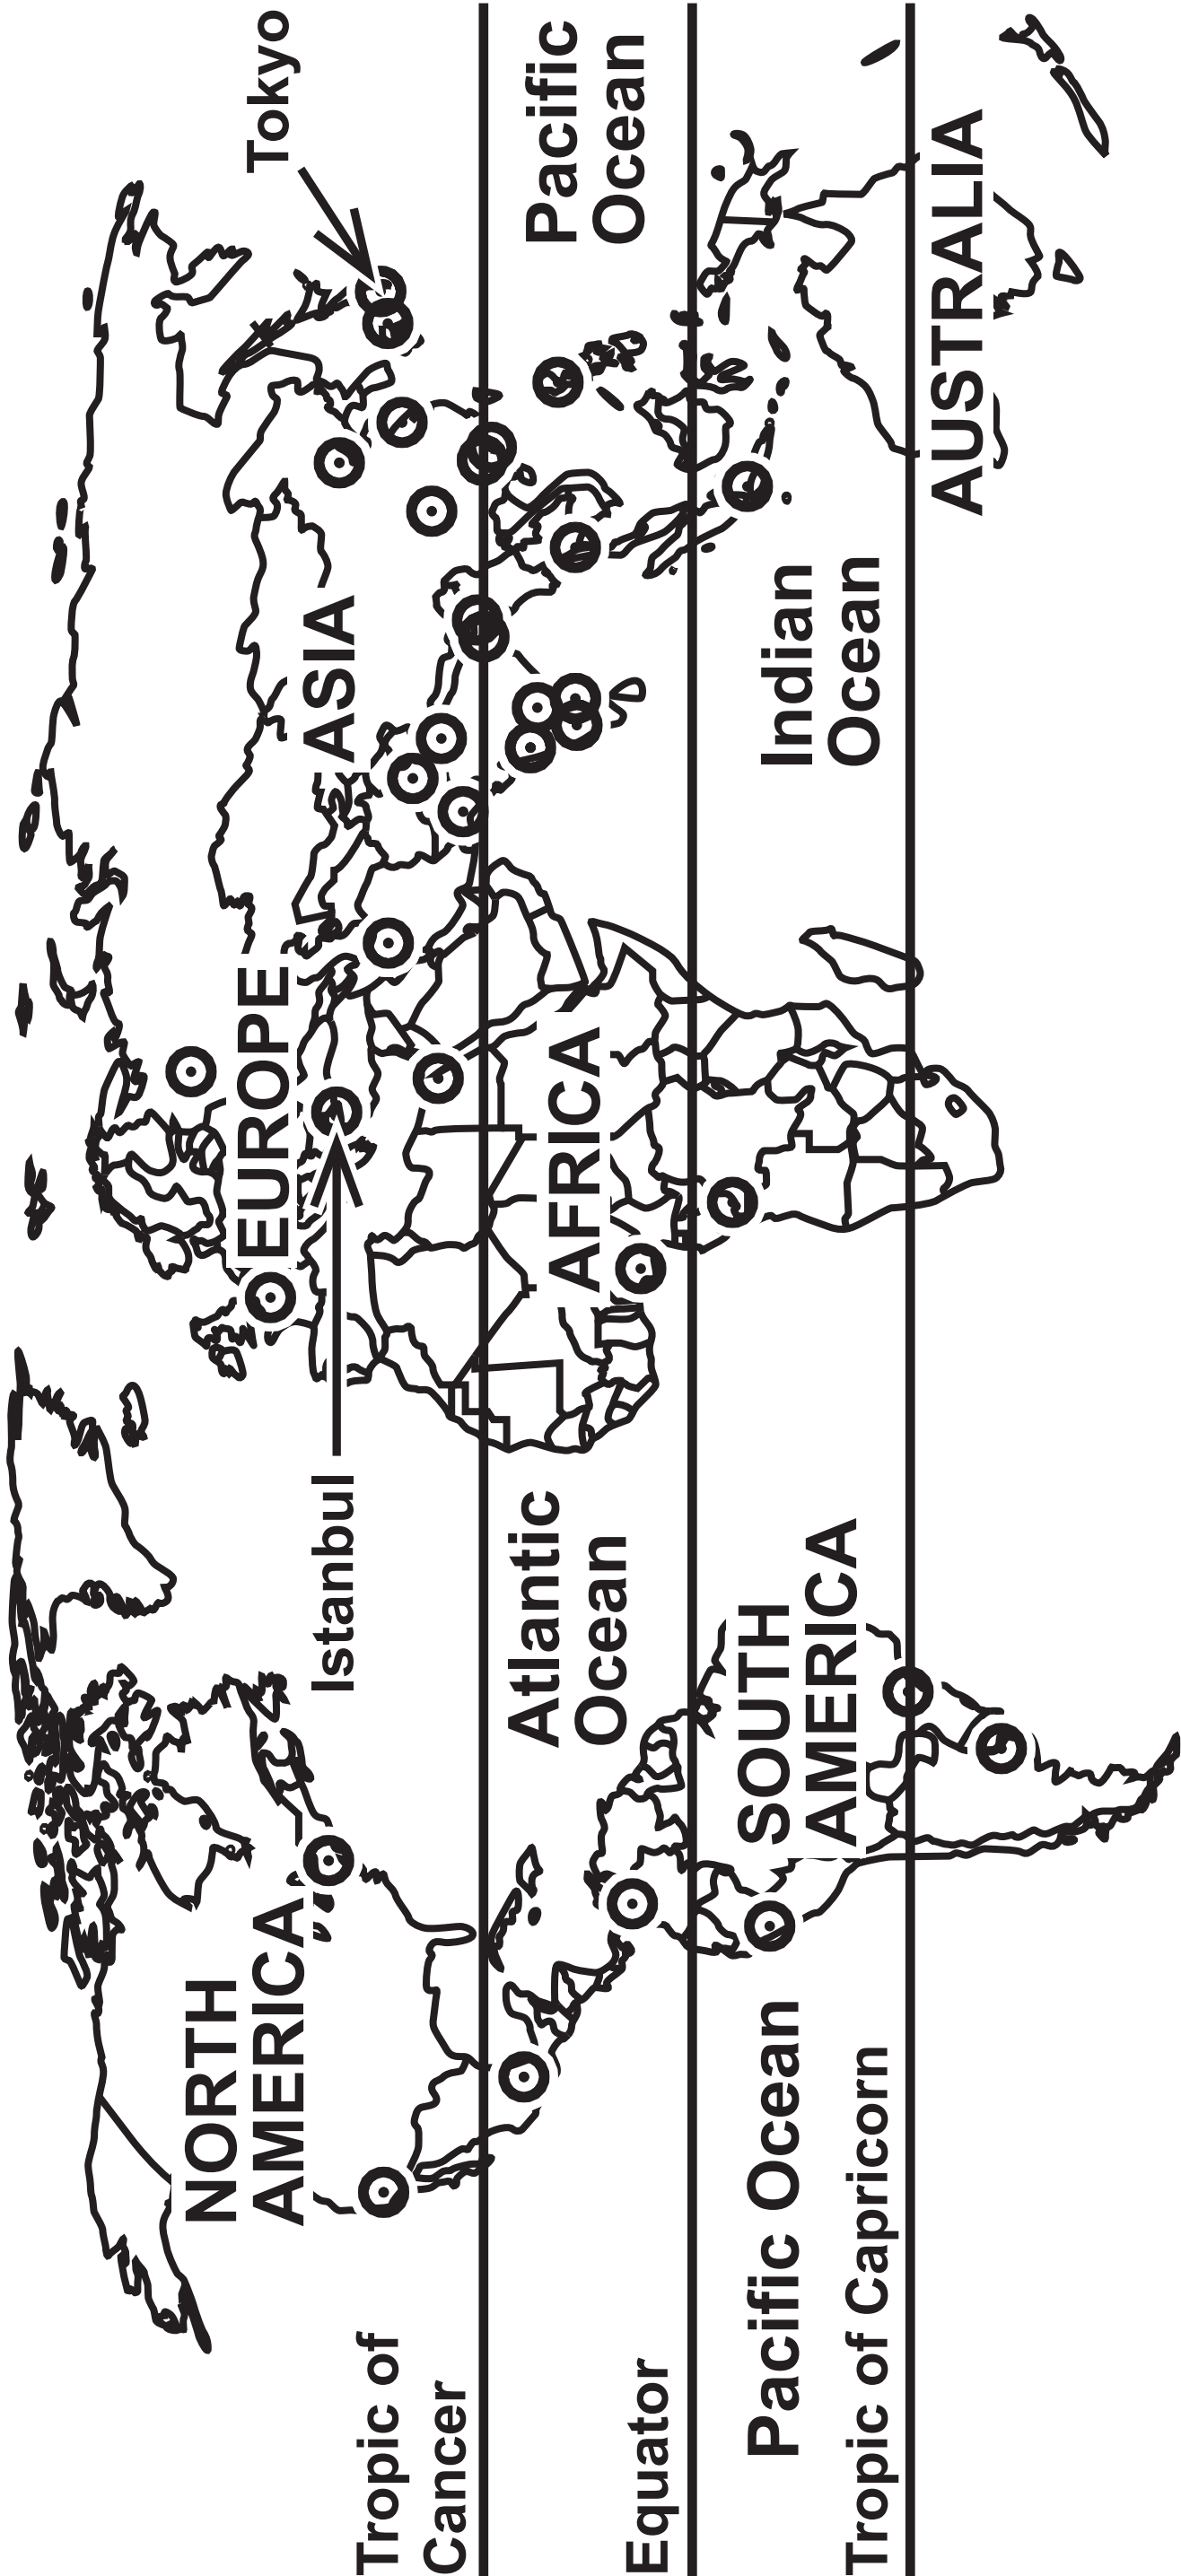 NORTH
AMERICA
EUROPE
ASIA
Tokyo
Istanbul
Tropic of
Cancer
Atlantic
Ocean
AFRICA
Pacific
Ocean
Equator
Pacific Ocean
SOUTH
AMERICA
Indian
Ocean
Tropic of Capricorn
AUSTRALIA